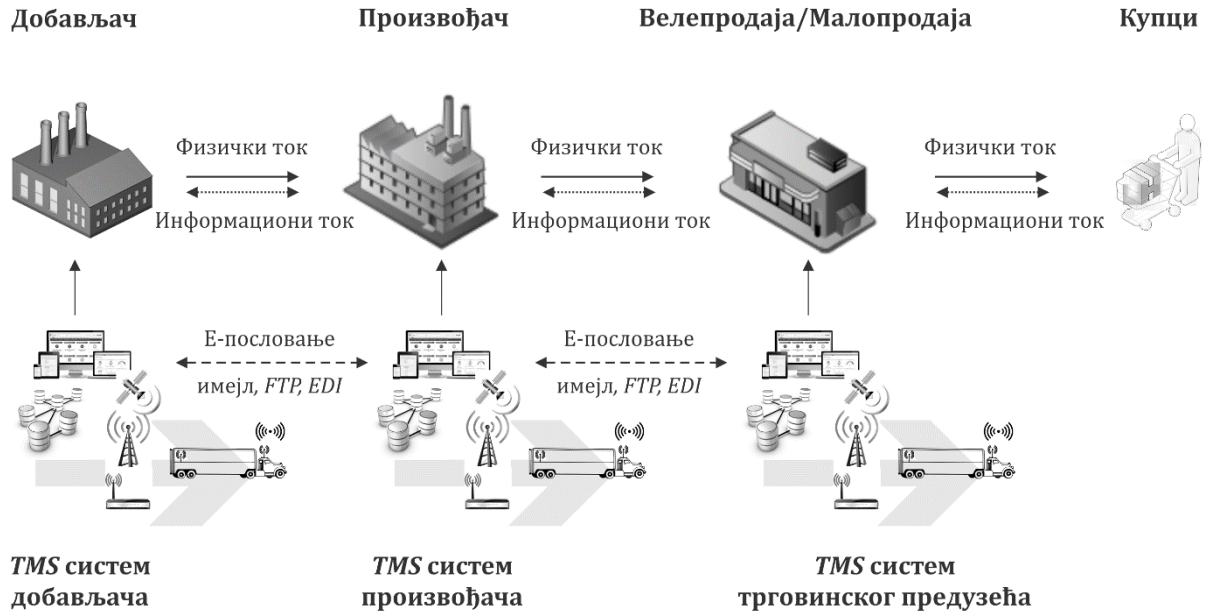 Добављач
Произвођач
Велепродаја/Малопродаја
Купци
Физички ток
Информациони ток
Физички ток
Информациони ток
Физички ток
Информациони ток
Е-пословање
имејл, FTP, EDI
Е-пословање
имејл, FTP, EDI
TMS систем
добављача
TMS систем
произвођача
TMS систем
трговинског предузећа